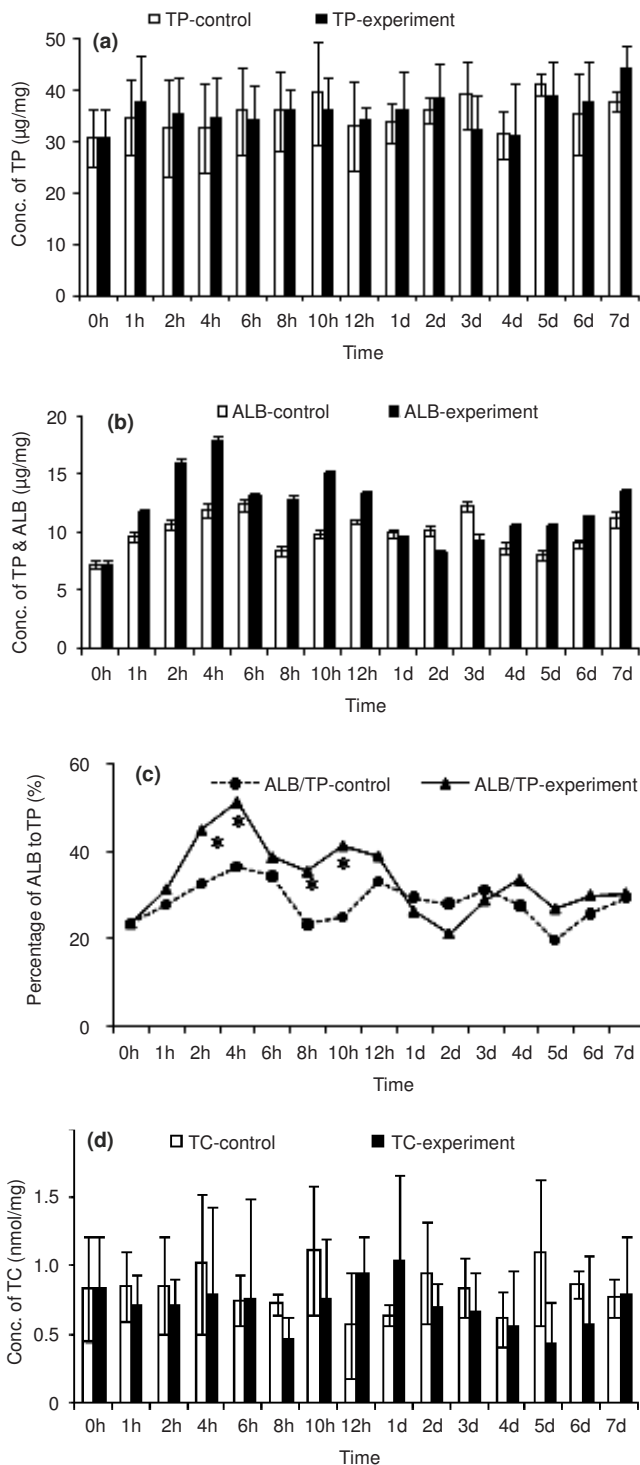 (a)
TP-control TP-experiment
Conc. of TP (µg/mg)
50
40
30
20
10
0
0h 1h 2h 4h 6h 8h 10h 12h 1d 2d 3d 4d 5d 6d 7d
Time
(b)
ALB-control ALB-experiment
Conc. of TP & ALB (µg/mg)
20
15
10
5
0
0h 1h 2h 4h 6h 8h 10h 12h 1d 2d 3d 4d 5d 6d 7d
Time
(c)
ALB/TP-control ALB/TP-experiment
Percentage of ALB toTP (%)
60
40
20
0
* *
* *
0h 1h 2h 4h 6h 8h 10h 12h 1d 2d 3d 4d 5d 6d 7d
Time
(d)
TC-control TC-experiment
Conc. of TC (nmol/mg)
1.5
1.0
0.5
0
0h 1h 2h 4h 6h 8h 10h 12h 1d 2d 3d 4d 5d 6d 7d
Time